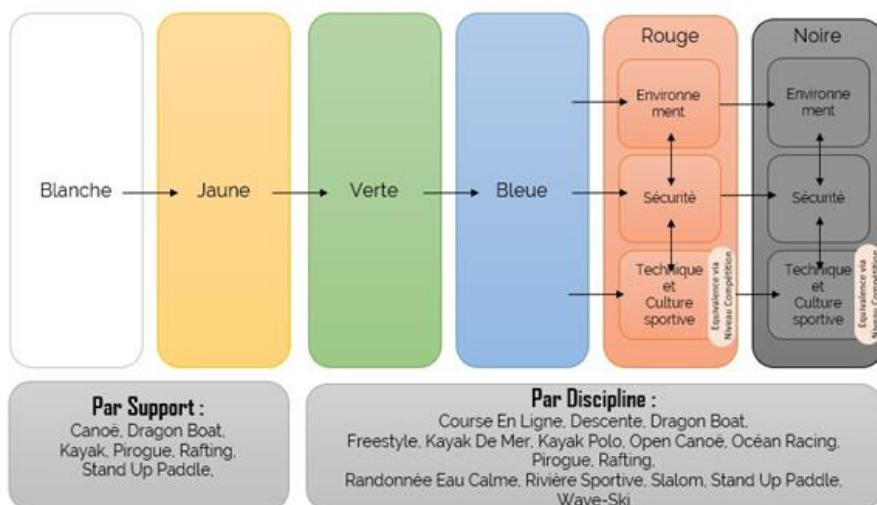 Blanche
Jaune
Verte
Bleue
Rouge
Environne
ment
Sécurité
Technique
et
Culture
sportive
Equivalence via
Niveau Compétition
Noire
Environne
ment
Sécurité
Technique
et
Culture
sportive
Equivalence via
Niveau Compétition
Par Support :
Canoë, Dragon Boat,
Kayak, Pirogue, Rafting,
Stand Up Paddle,
Par Discipline :
Course En Ligne, Descente, Dragon Boat,
Freestyle, Kayak De Mer, Kayak Polo, Open Canoë, Océan Racing,
Pirogue, Rafting,
Randonnée Eau Calme, Rivière Sportive, Slalom, Stand Up Paddle,
Wave-Ski